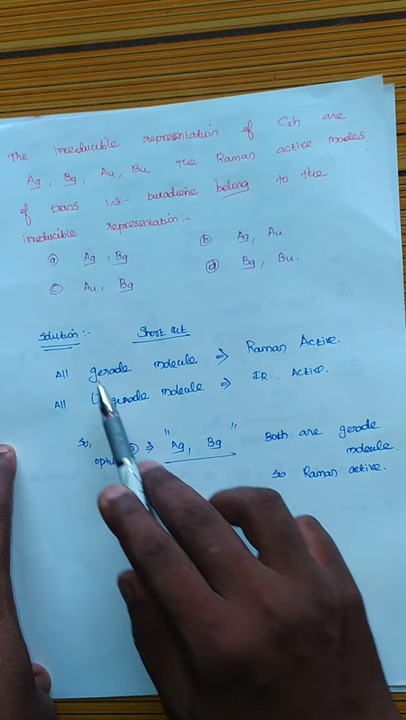 The irreducible representation of C2h are
Ag, Bg, Au, Bu. The Raman active modes
of trans 1,3- butadiene belong to the
irreducible representation:-
(a) Ag, Bg (b) Ag, Au
(c) Au, Bg (d) Bg, Bu.
Solution:- Short cut
All gerade molecule ⇒ Raman Active.
All Ungerade molecule ⇒ IR. Active.
So, ⇒ "Ag, Bg" Both are gerade
molecule.
So Raman active.